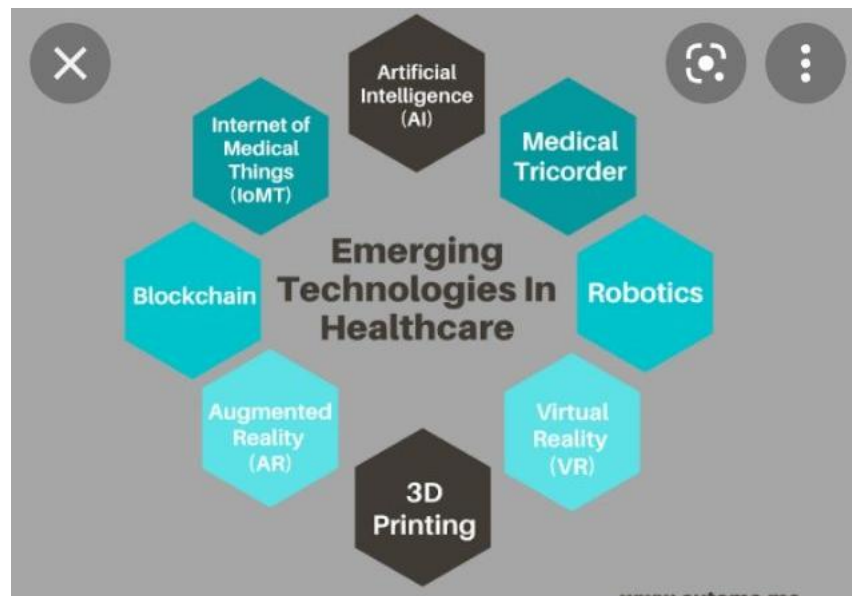 Artificial
Intelligence
(AI)
Medical
Tricorder
Robotics
Virtual
Reality
(VR)
3D
Printing
Augmented
Reality
(AR)
Blockchain
Internet of
Medical
Things
(IoMT)
Emerging
Technologies In
Healthcare